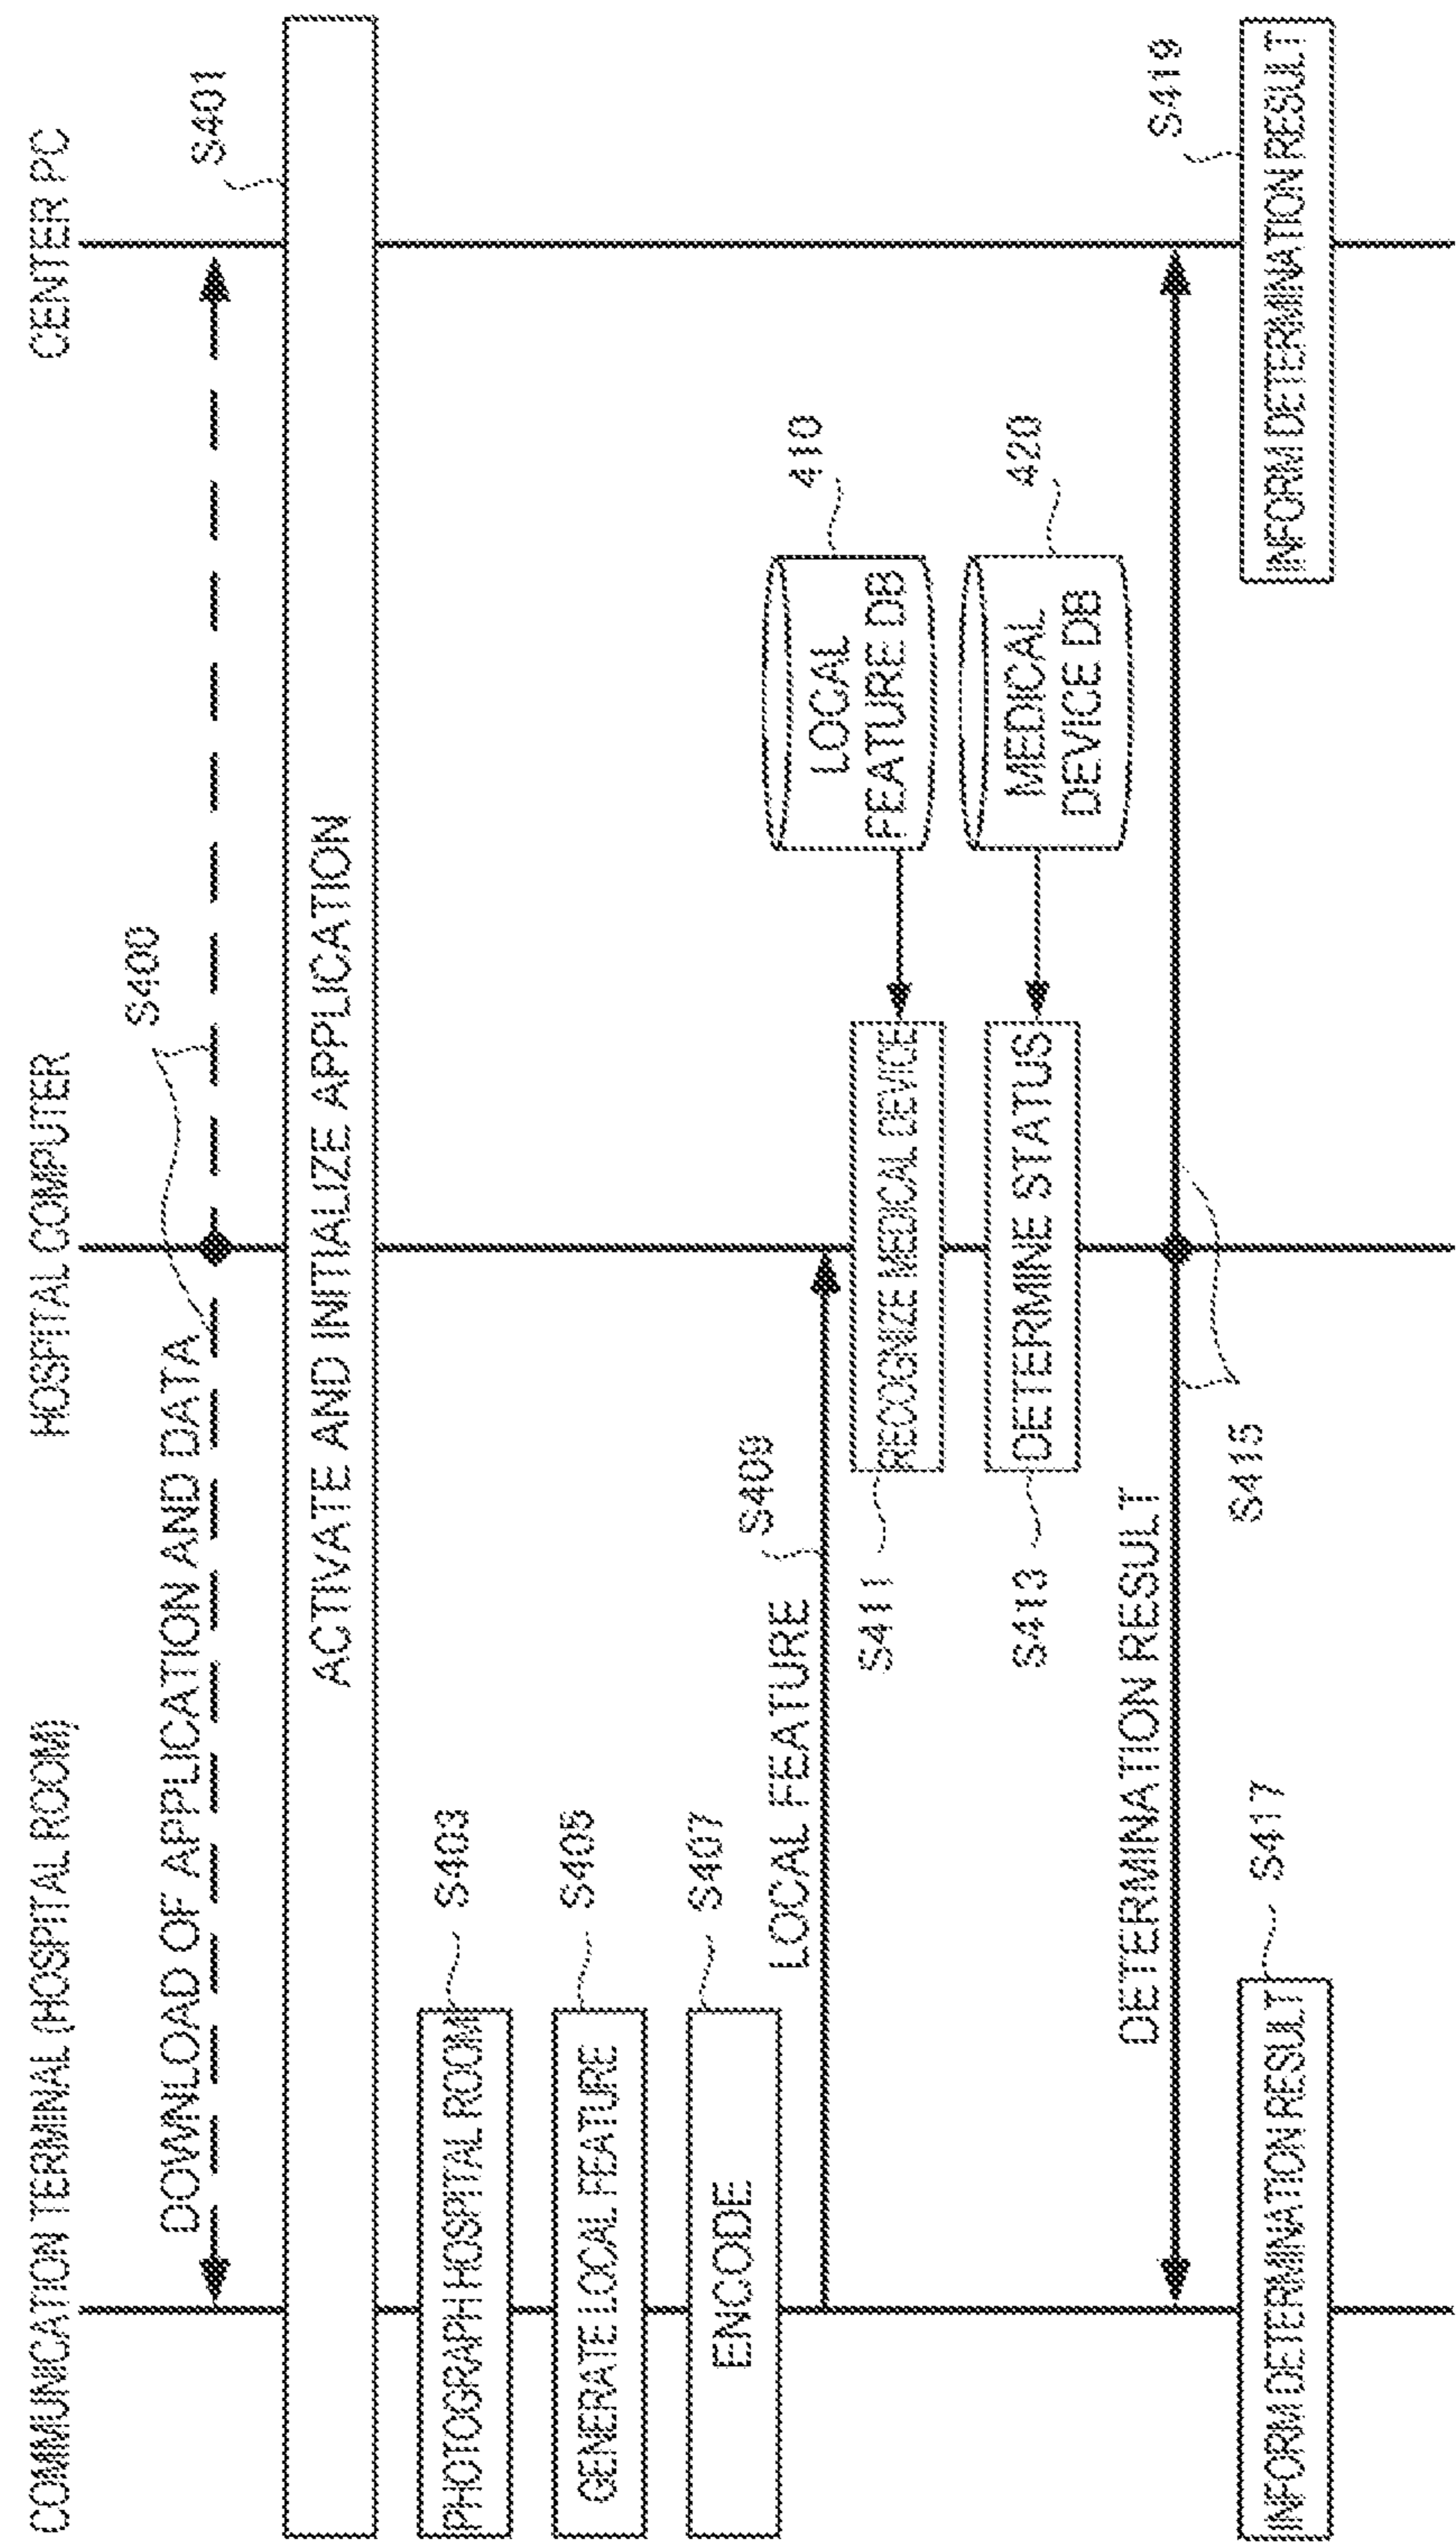 COMMUNICATION TERMINAL (HOSPITAL ROOM)
HOSPITAL COMPUTER
CENTER PC
S400
DOWNLOAD OF APPLICATION AND DATA
S401
ACTIVATE AND INITIALIZE APPLICATION
PHOTOGRAPH HOSPITAL ROOM
S403
GENERATE LOCAL FEATURE
S405
ENCODE
S407
LOCAL FEATURE
S409
S411
RECOGNIZE MEDICAL DEVICE
LOCAL
FEATURE DB
410
S413
DETERMINE STATUS
MEDICAL
DEVICE DB
420
DETERMINATION RESULT
S415
INFORM DETERMINATION RESULT
S417
INFORM DETERMINATION RESULT
S419